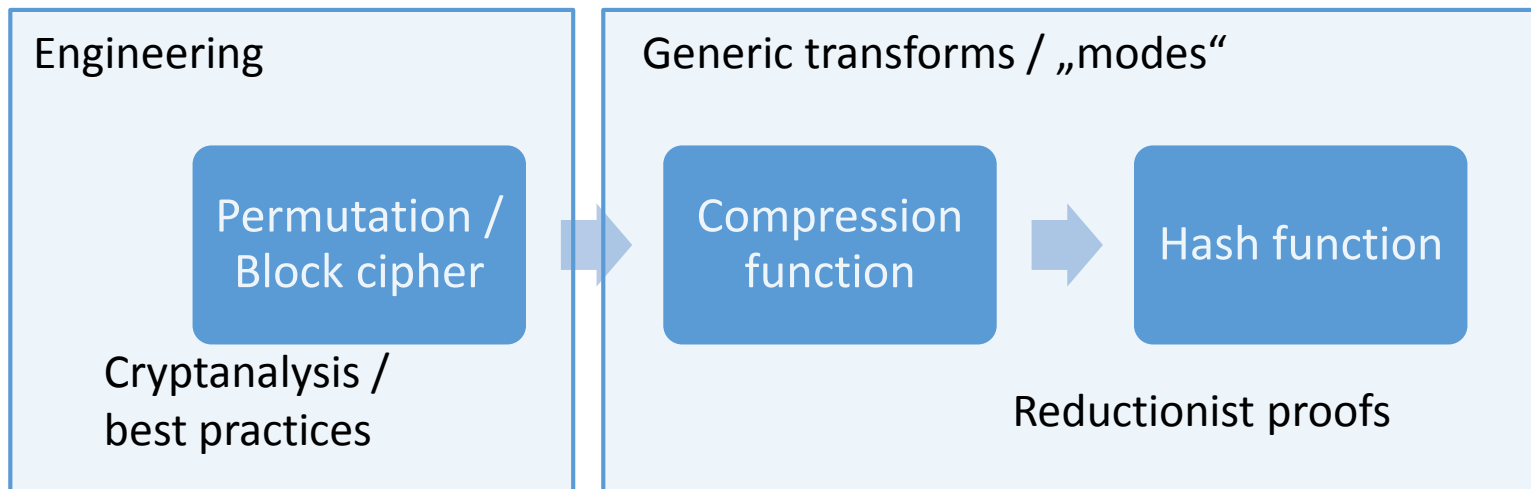 Engineering
Permutation /
Block cipher
Cryptanalysis /
best practices
Generic transforms / „modes“
Compression
function
Hash function
Reductionist proofs